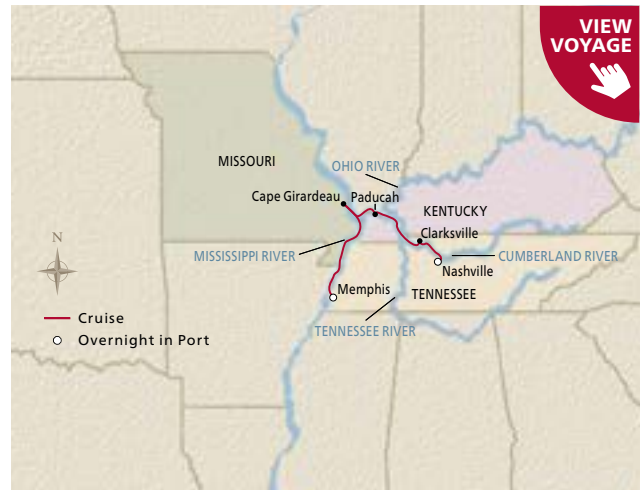 VIEW
VOYAGE
MISSOURI
OHIO RIVER
Cape Girardeau
Paducah
KENTUCKY
Clarksville
MISSISSIPPI RIVER
CUMBERLAND RIVER
Nashville
N
Memphis
TENNESSEE
Cruise
TENNESSEE RIVER
Overnight in Port